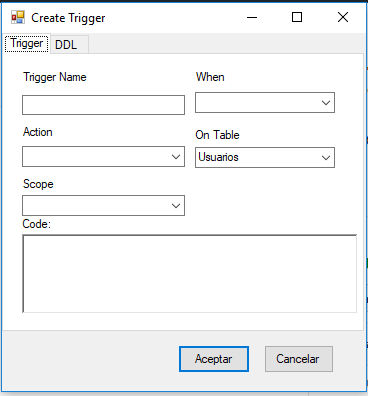 Create Trigger
Trigger DDL
Trigger Name When
Action On Table
Usuarios
Scope
Code:
Aceptar Cancelar